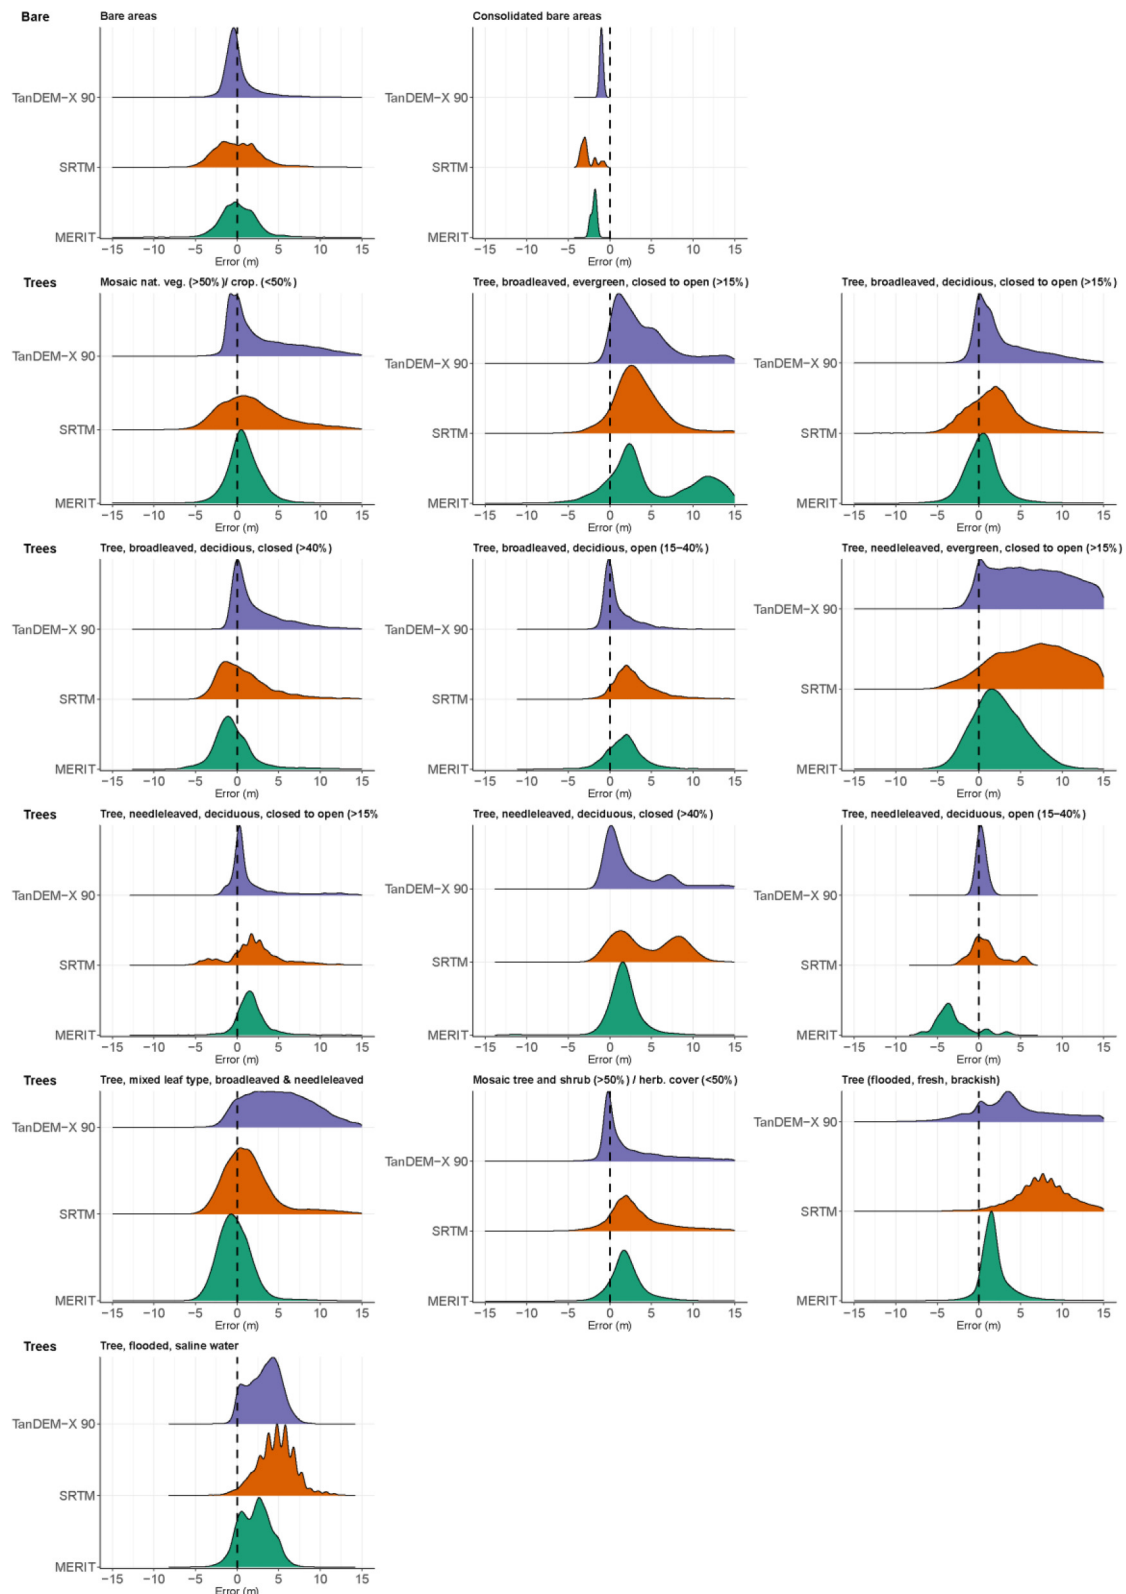 Bare
Bare areas
Consolidated bare areas
TanDEM−X 90
TanDEM−X 90
SRTM
SRTM
MERIT
MERIT
−15 −10 −5 0 5 10 15
−15 −10 −5 0 5 10 15
Error (m)
Error (m)
Trees
Mosaic nat. veg. (>50%)/ crop. (<50%)
Tree, broadleaved, evergreen, closed to open (>15%)
Tree, broadleaved, decidious, closed to open (>15%)
TanDEM−X 90
TanDEM−X 90
TanDEM−X 90
SRTM
SRTM
SRTM
MERIT
MERIT
MERIT
−15 −10 −5 0 5 10 15
−15 −10 −5 0 5 10 15
−15 −10 −5 0 5 10 15
Error (m)
Error (m)
Error (m)
Trees
Tree, broadleaved, decidious, closed (>40%)
Tree, broadleaved, decidious, open (15−40%)
Tree, needleleaved, evergreen, closed to open (>15%)
TanDEM−X 90
TanDEM−X 90
TanDEM−X 90
SRTM
SRTM
SRTM
MERIT
MERIT
MERIT
−15 −10 −5 0 5 10 15
−15 −10 −5 0 5 10 15
−15 −10 −5 0 5 10 15
Error (m)
Error (m)
Error (m)
Trees
Tree, needleleaved, deciduous, closed to open (>15%
Tree, needleleaved, deciduous, closed (>40%)
Tree, needleleaved, deciduous, open (15−40%)
TanDEM−X 90
TanDEM−X 90
TanDEM−X 90
SRTM
SRTM
SRTM
MERIT
MERIT
MERIT
−15 −10 −5 0 5 10 15
−15 −10 −5 0 5 10 15
−15 −10 −5 0 5 10 15
Error (m)
Error (m)
Error (m)
Trees
Tree, mixed leaf type, broadleaved & needleleaved
Mosaic tree and shrub (>50%) / herb. cover (<50%)
Tree (flooded, fresh, brackish)
TanDEM−X 90
TanDEM−X 90
TanDEM−X 90
SRTM
SRTM
SRTM
MERIT
MERIT
MERIT
−15 −10 −5 0 5 10 15
−15 −10 −5 0 5 10 15
−15 −10 −5 0 5 10 15
Error (m)
Error (m)
Error (m)
Trees
Tree, flooded, saline water
TanDEM−X 90
SRTM
MERIT
−15 −10 −5 0 5 10 15
Error (m)